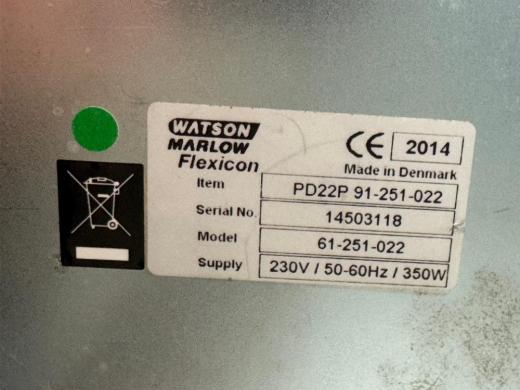 WATSON
MARLOW
Flexicon
CE 2014
Made in Denmark
Item PD22P 91-251-022
Serial No. 14503118
Model 61-251-022
Supply 230V / 50-60Hz / 350W